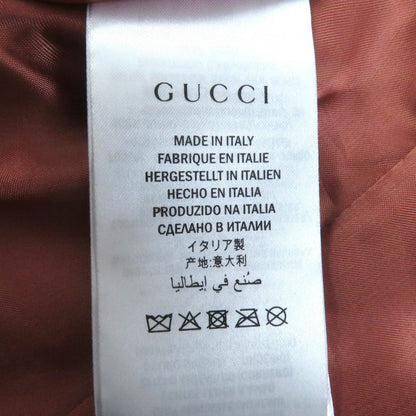 GUCCI
MADE IN ITALY
FABRIQUE EN ITALIE
HERGESTELLT IN ITALIEN
HECHO EN ITALIA
PRODUZIDO NA ITALIA
СДЕЛАНО В ИТАЛИИ
イタリア製
产地:意大利
صُنع في إيطاليا